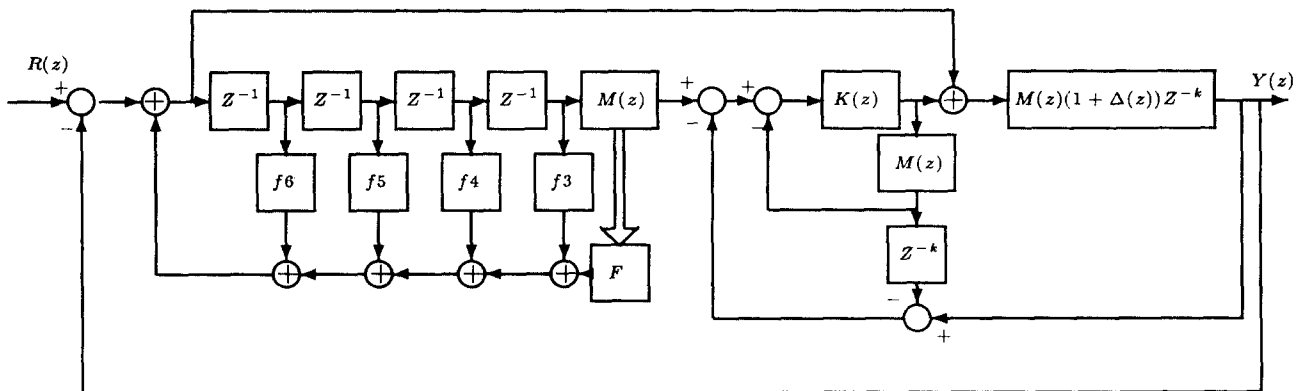 R(z)
+
−
+
Z⁻¹
Z⁻¹
Z⁻¹
Z⁻¹
M(z)
+
−
+
−
K(z)
+
M(z)(1 + Δ(z))Z⁻ᵏ
Y(z)
f6
f5
f4
f3
M(z)
+
+
+
+
F
Z⁻ᵏ
−
+